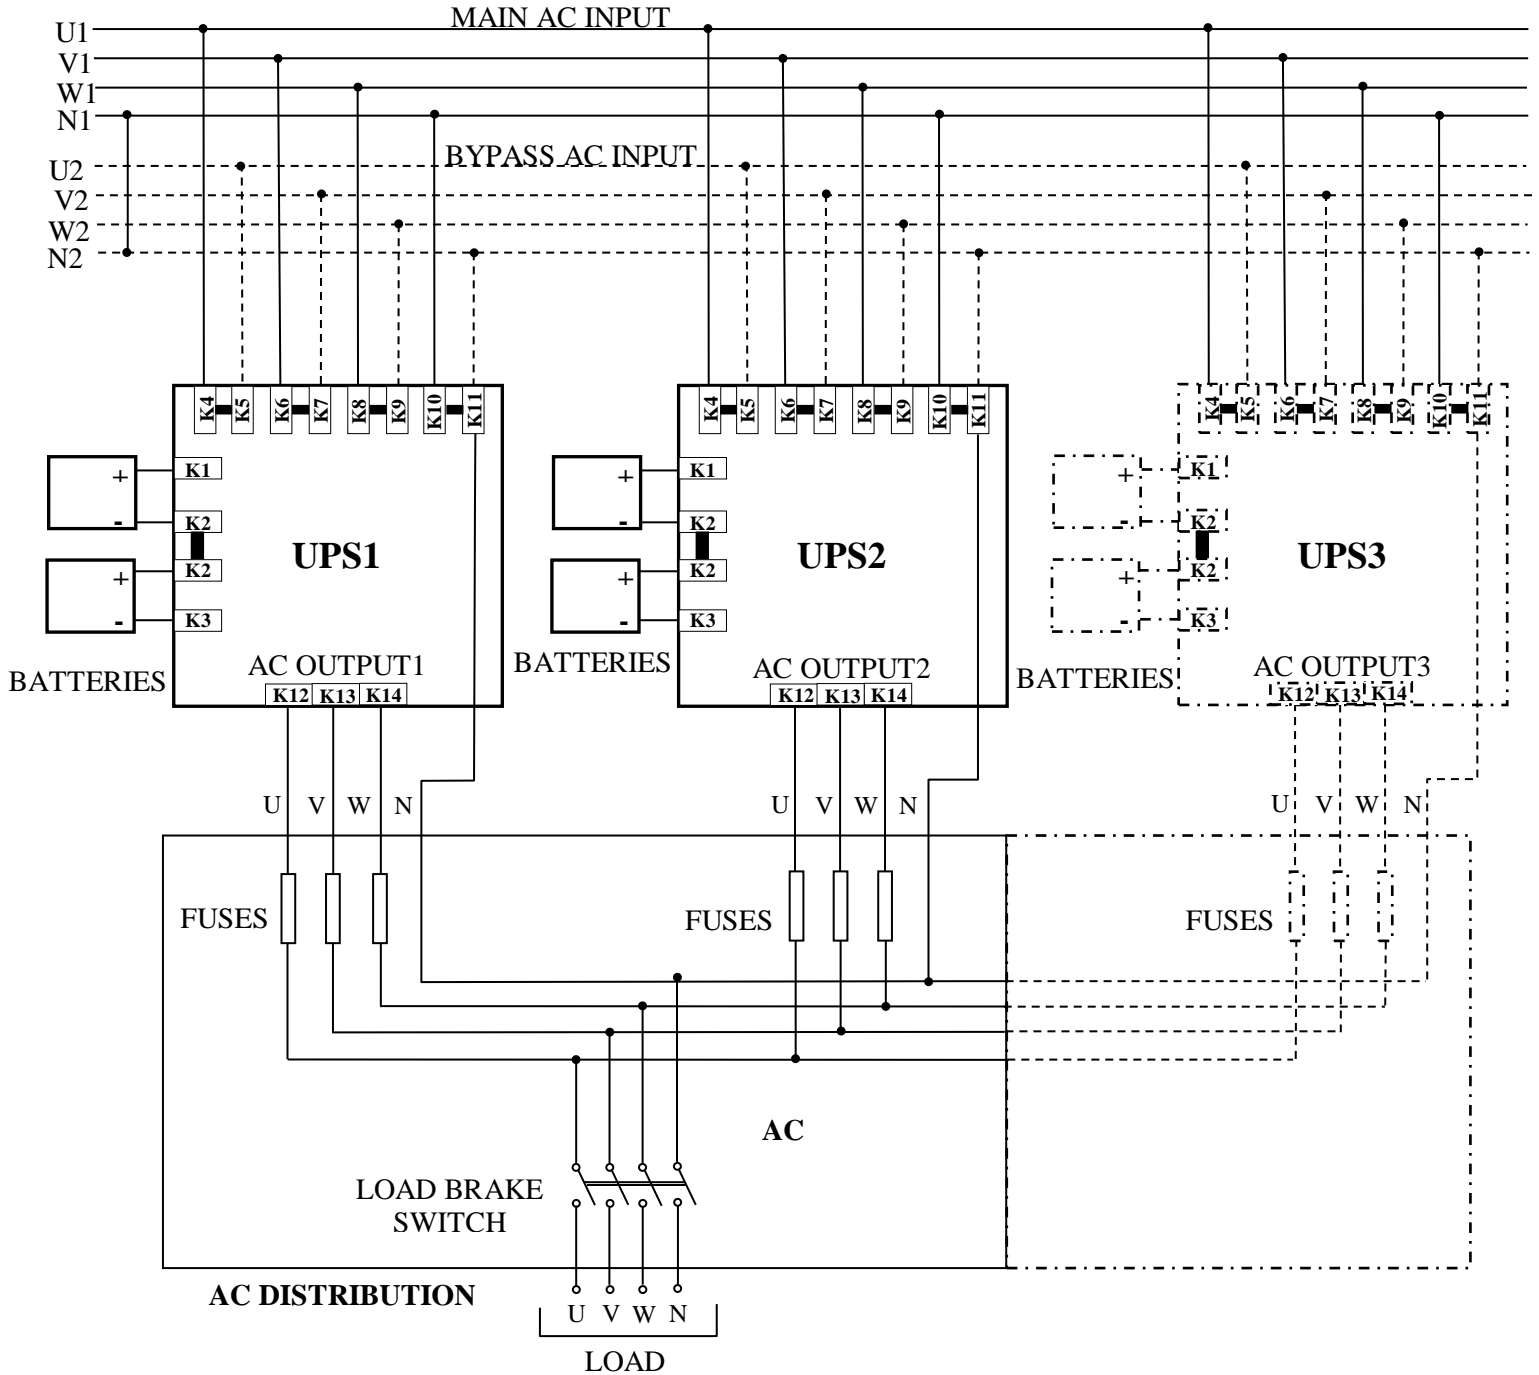 MAIN AC INPUT
U1
V1
W1
N1
BYPASS AC INPUT
U2
V2
W2
N2
K4 K5 K6 K7 K8 K9 K10 K11
K4 K5 K6 K7 K8 K9 K10 K11
K4 K5 K6 K7 K8 K9 K10 K11
+ K1
- K2
UPS1
+ K2
- K3
BATTERIES
AC OUTPUT1
K12 K13 K14
+ K1
- K2
UPS2
+ K2
- K3
BATTERIES
AC OUTPUT2
K12 K13 K14
+ K1
- K2
UPS3
+ K2
- K3
BATTERIES
AC OUTPUT3
K12 K13 K14
U V W N
U V W N
U V W N
FUSES
FUSES
FUSES
AC
LOAD BRAKE
SWITCH
AC DISTRIBUTION
U V W N
LOAD